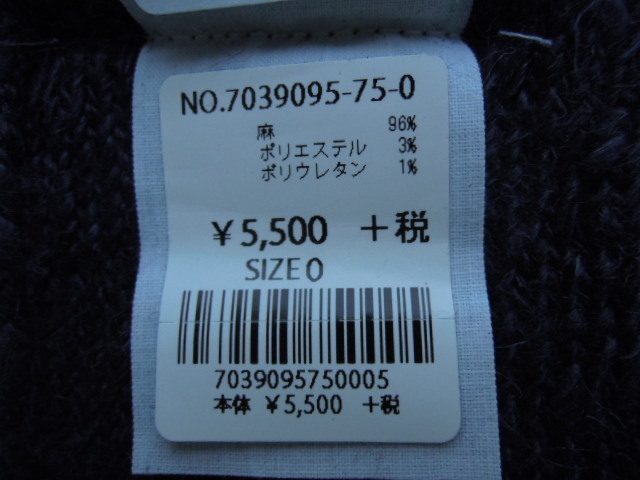 NO.7039095-75-0
麻 96%
ポリエステル 3%
ポリウレタン 1%
￥5,500 +税
SIZE 0
7039095750005
本体 ￥5,500 +税